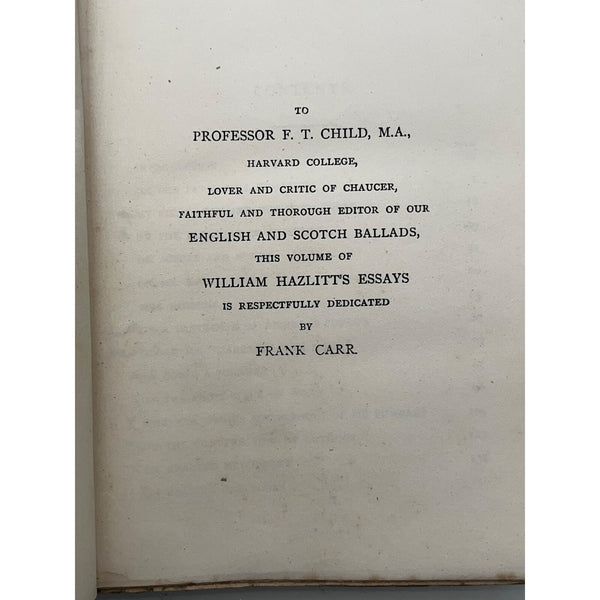 TO
PROFESSOR F. T. CHILD, M.A.,
HARVARD COLLEGE,
LOVER AND CRITIC OF CHAUCER,
FAITHFUL AND THOROUGH EDITOR OF OUR
ENGLISH AND SCOTCH BALLADS,
THIS VOLUME OF
WILLIAM HAZLITT'S ESSAYS
IS RESPECTFULLY DEDICATED
BY
FRANK CARR.